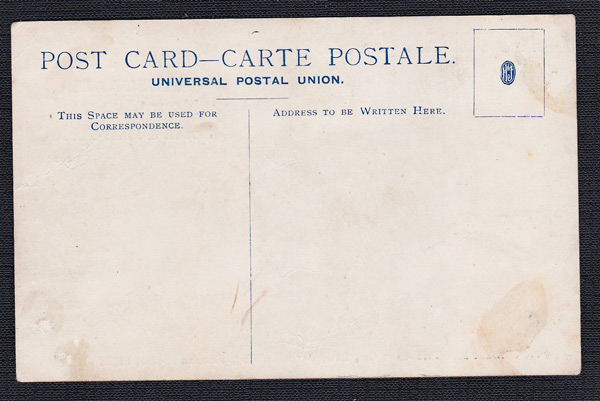 POST CARD—CARTE POSTALE.
UNIVERSAL POSTAL UNION.
THIS SPACE MAY BE USED FOR
CORRESPONDENCE.
ADDRESS TO BE WRITTEN HERE.